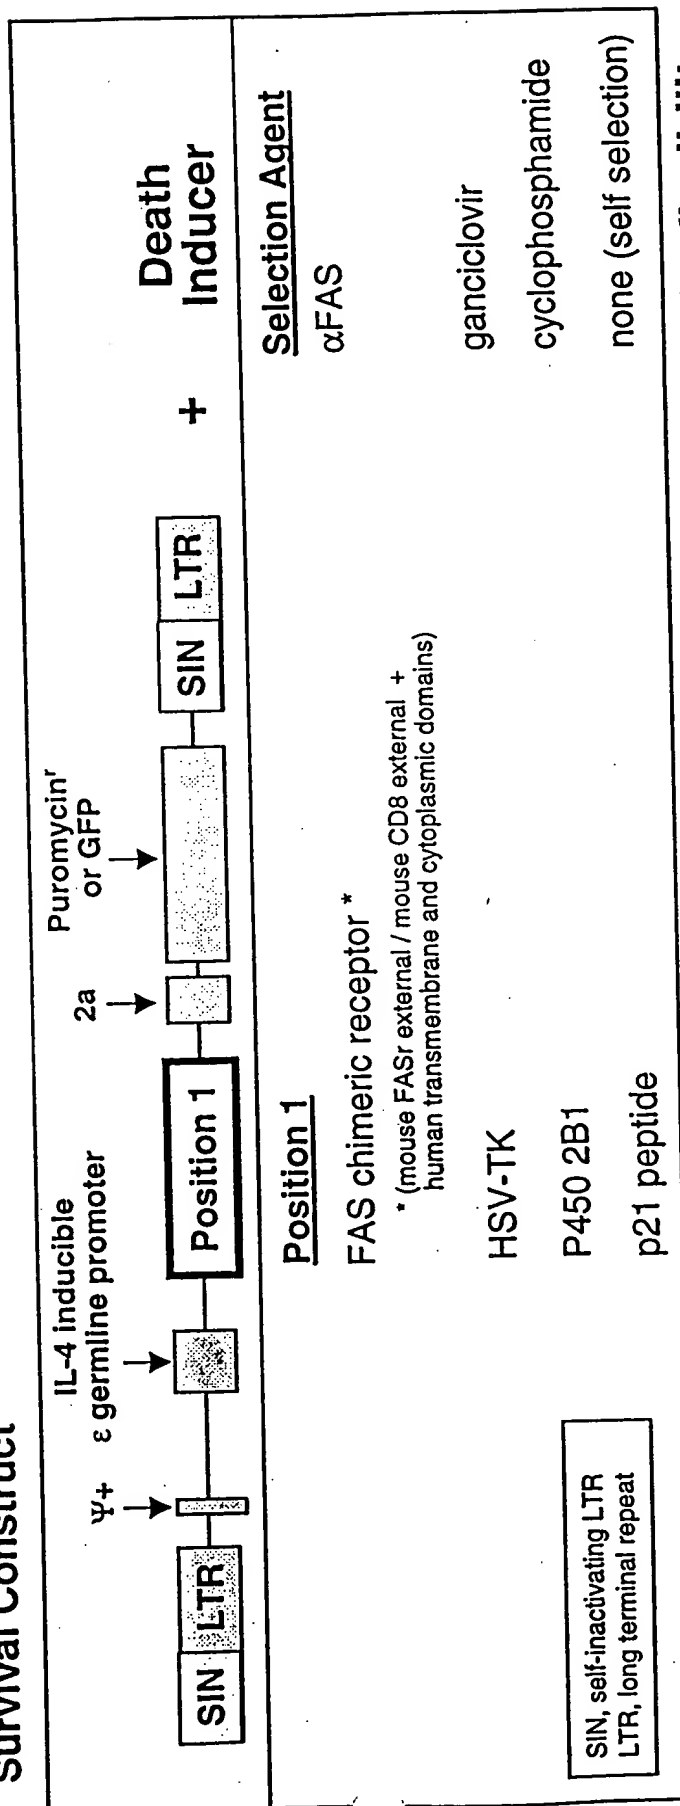 Survival Construct
Ψ+
IL-4 inducible
ε germline promoter
2a
Puromycinʳ
or GFP
SIN LTR
Position 1
SIN LTR
+
Death
Inducer
Position 1
Selection Agent
FAS chimeric receptor *
αFAS
* (mouse FASr external / mouse CD8 external +
human transmembrane and cytoplasmic domains)
HSV-TK
ganciclovir
P450 2B1
cyclophosphamide
p21 peptide
none (self selection)
SIN, self-inactivating LTR
LTR, long terminal repeat